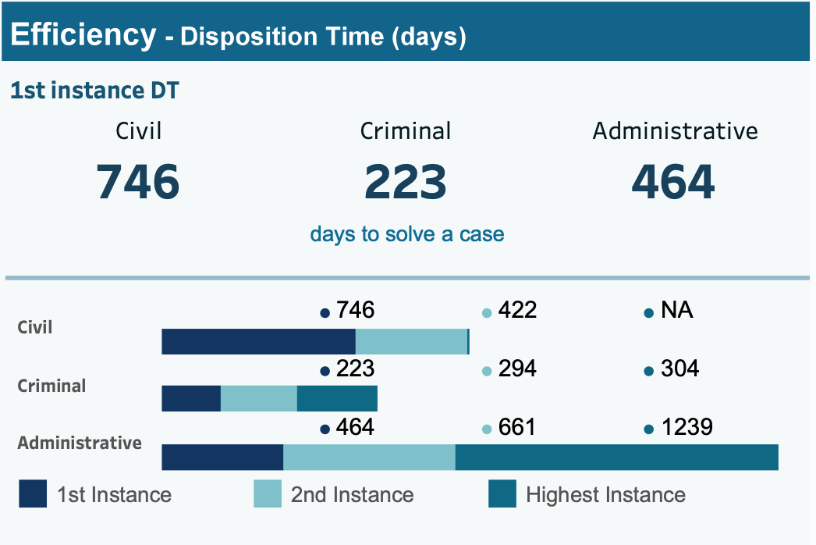 Efficiency - Disposition Time (days)
1st instance DT
Civil Criminal Administrative
746 223 464
days to solve a case
Civil 746 422 NA
Criminal 223 294 304
Administrative 464 661 1239
1st Instance 2nd Instance Highest Instance